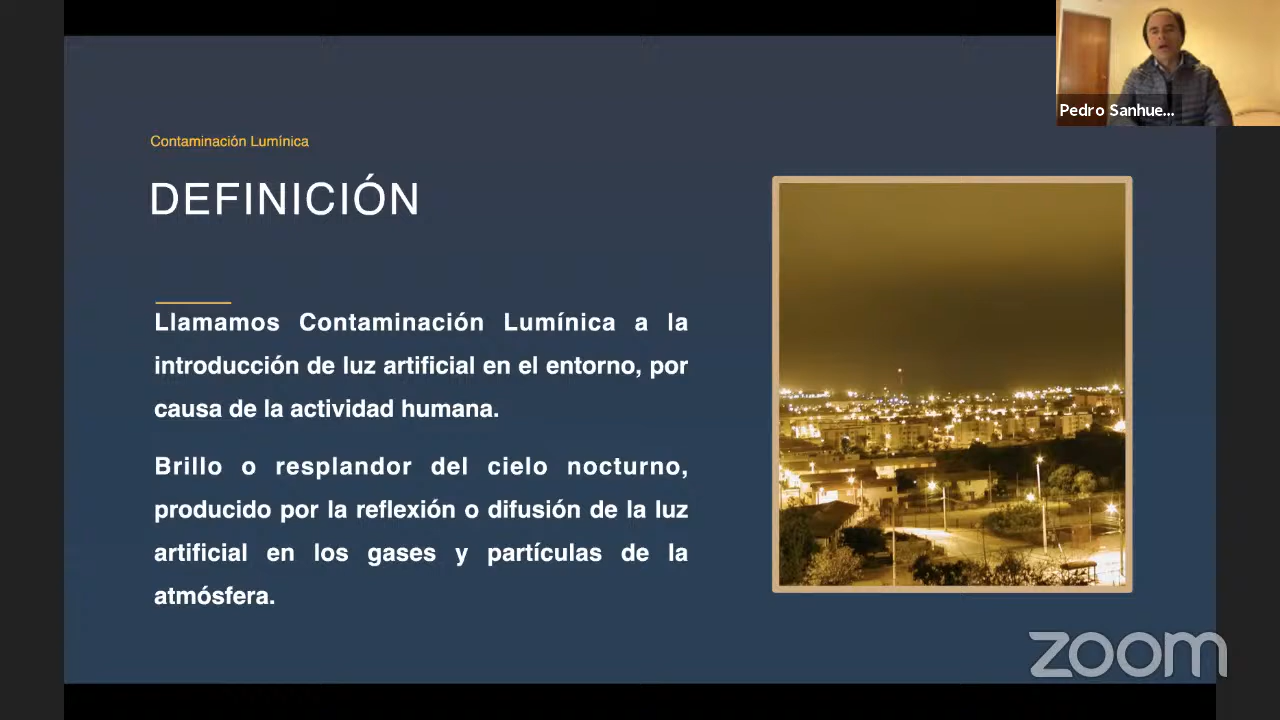 Contaminación Lumínica
DEFINICIÓN
Llamamos Contaminación Lumínica a la
introducción de luz artificial en el entorno, por
causa de la actividad humana.
Brillo o resplandor del cielo nocturno,
producido por la reflexión o difusión de la luz
artificial en los gases y partículas de la
atmósfera.
Pedro Sanhue...
zoom